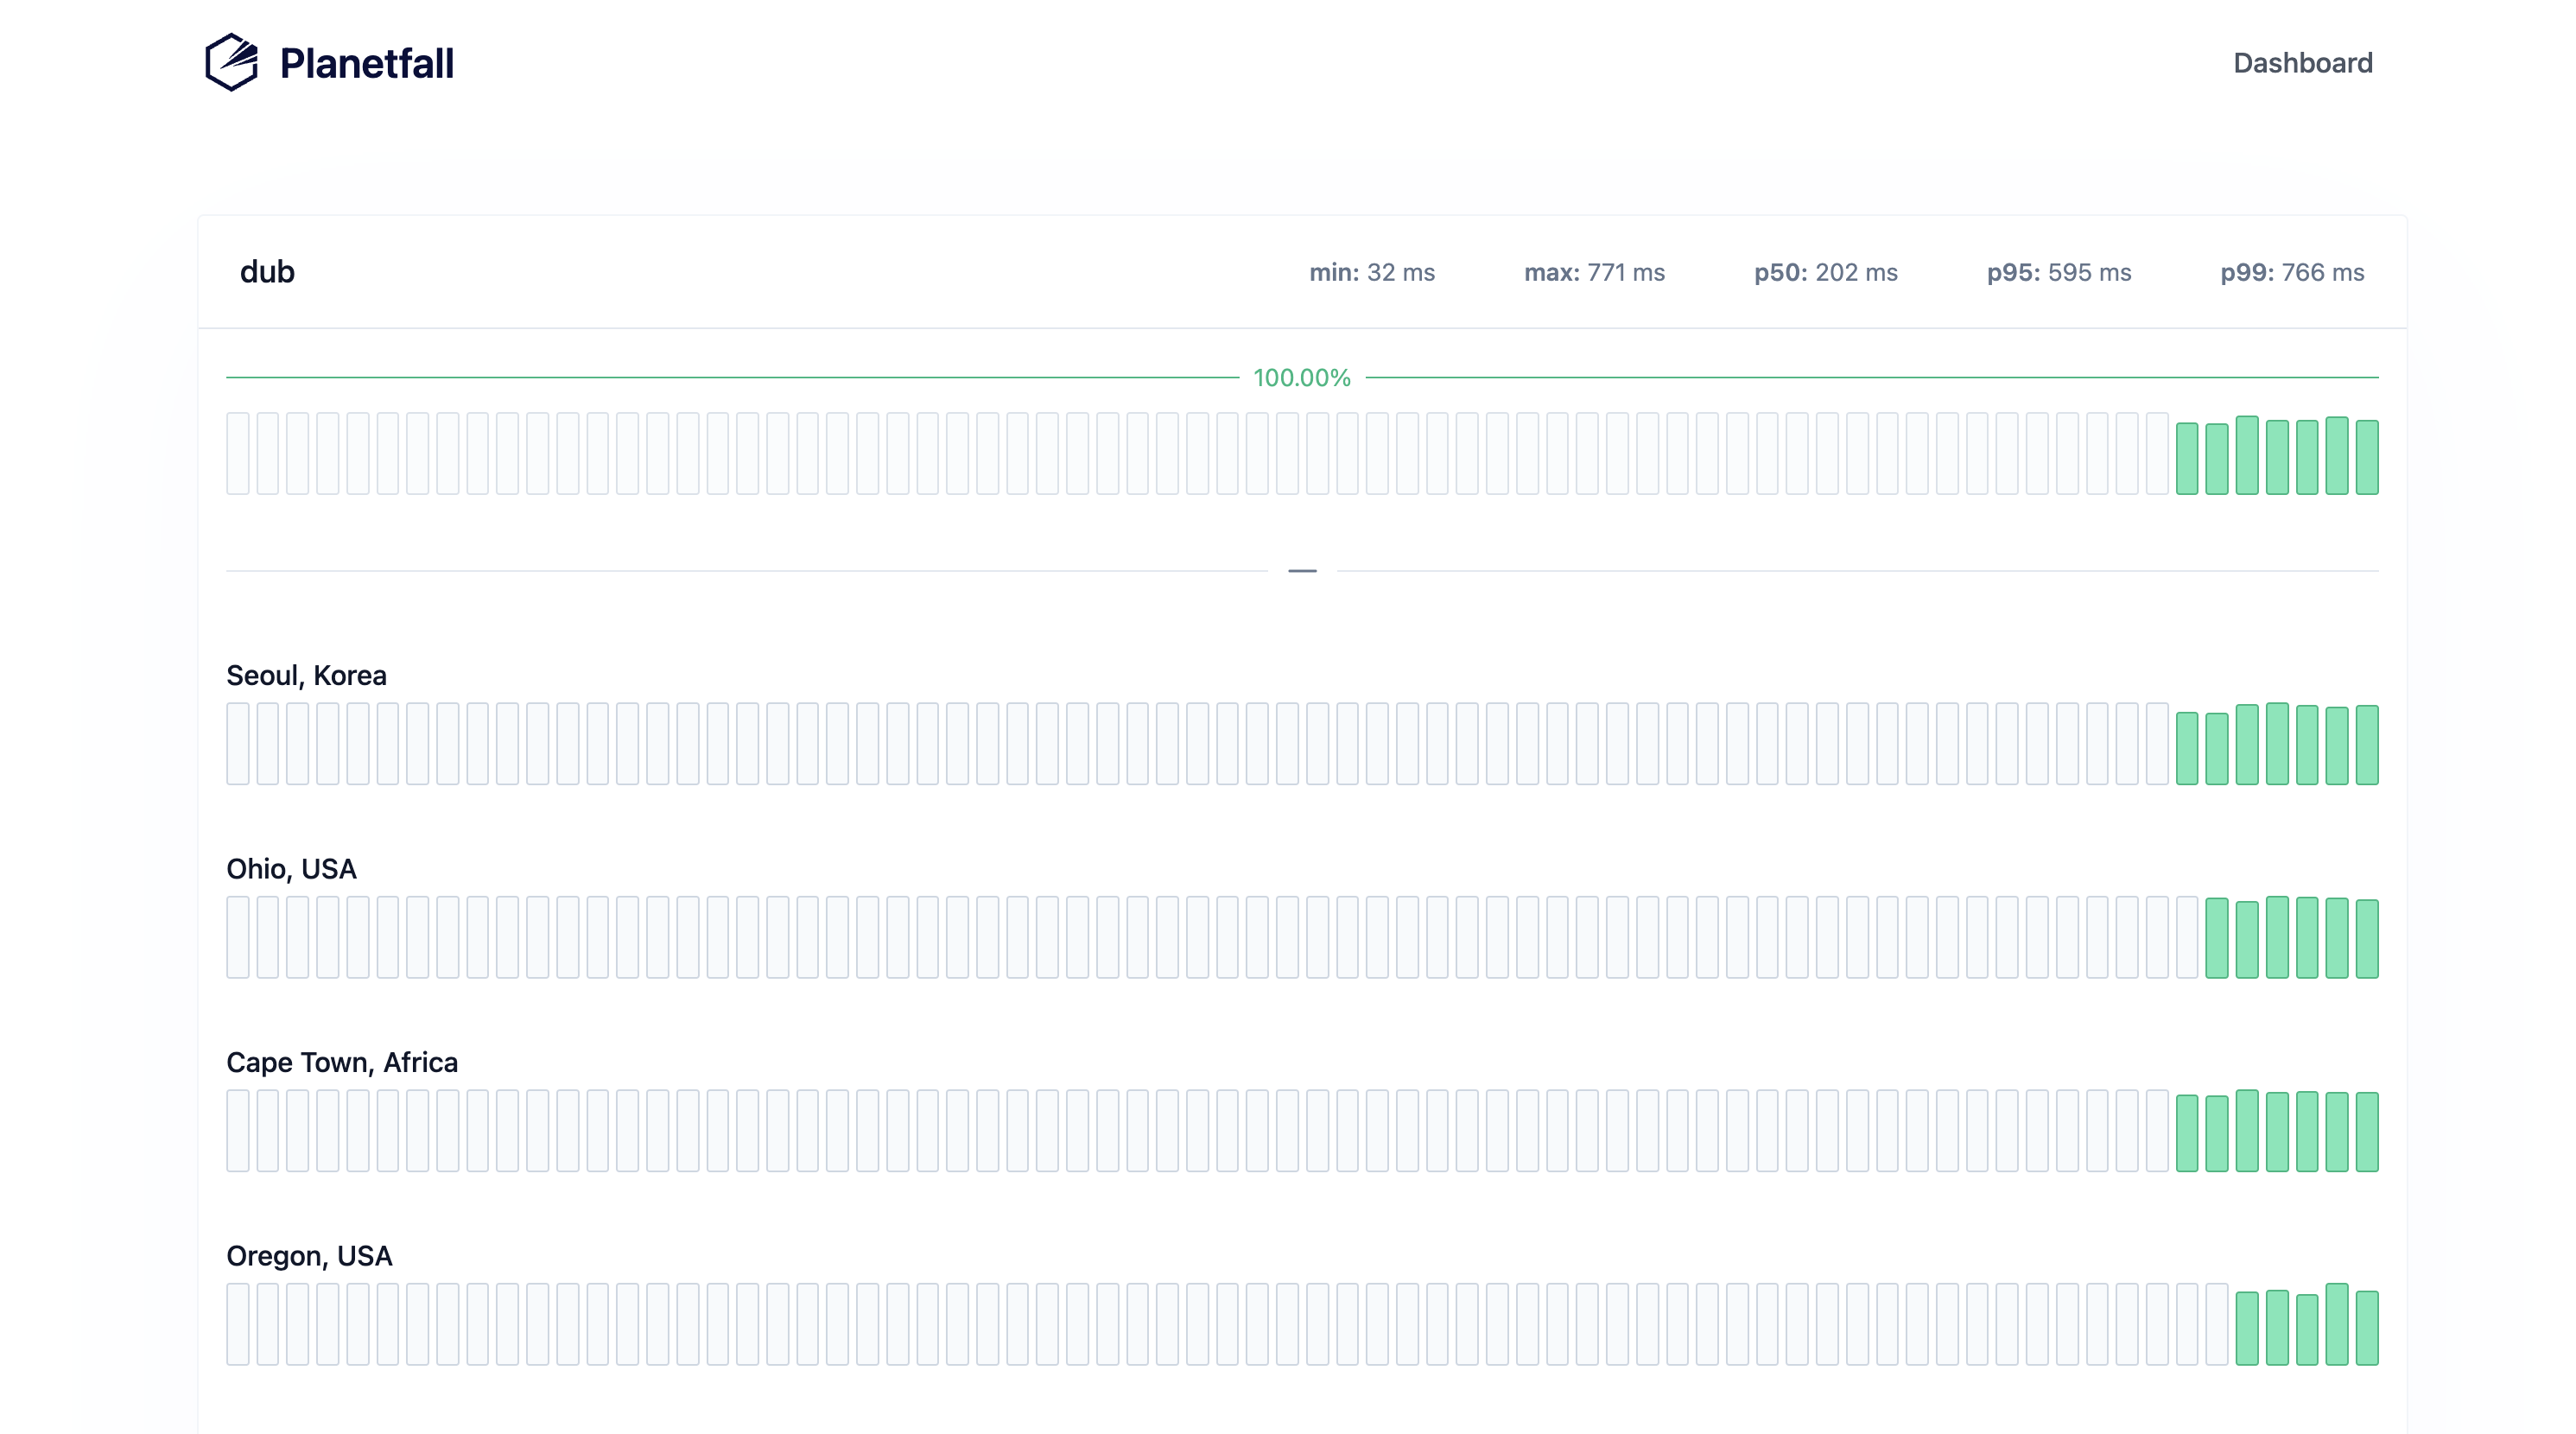 Planetfall
Dashboard
dub
min: 32 ms
max: 771 ms
p50: 202 ms
p95: 595 ms
p99: 766 ms
100.00%
Seoul, Korea
Ohio, USA
Cape Town, Africa
Oregon, USA